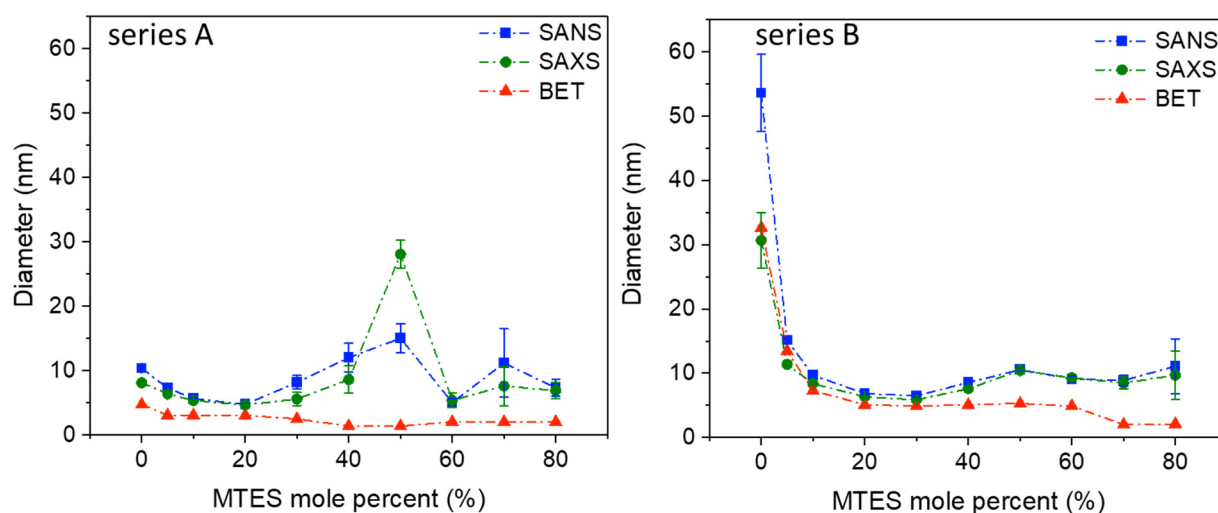 series A
SANS
SAXS
BET
60
50
40
30
20
10
0
Diameter (nm)
0 20 40 60 80
MTES mole percent (%)
series B
SANS
SAXS
BET
60
50
40
30
20
10
0
Diameter (nm)
0 20 40 60 80
MTES mole percent (%)